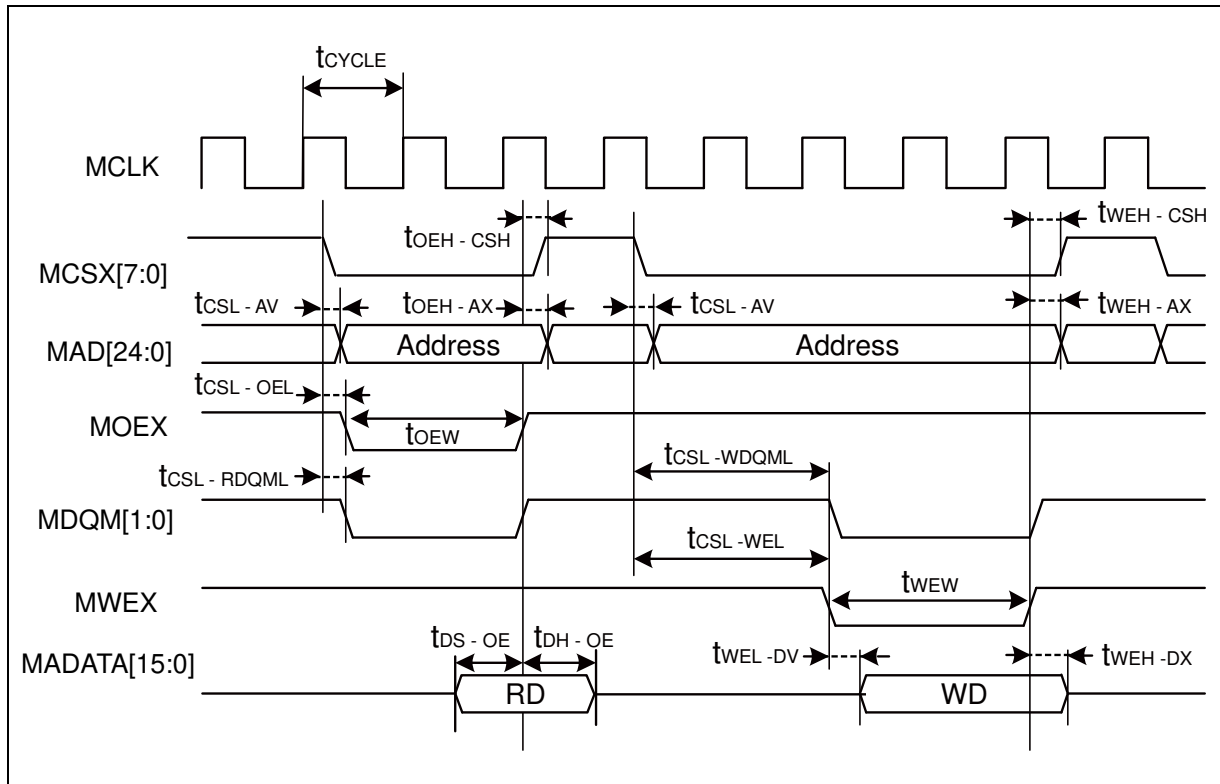 tCYCLE
MCLK
tOEH - CSH
tWEH - CSH
MCSX[7:0]
tCSL - AV
tOEH - AX
tCSL - AV
tWEH - AX
MAD[24:0]
Address
Address
tCSL - OEL
MOEX
tOEW
tCSL - RDQML
tCSL -WDQML
MDQM[1:0]
tCSL -WEL
MWEX
tWEW
tDS - OE
tDH - OE
MADATA[15:0]
tWEL -DV
tWEH -DX
RD
WD